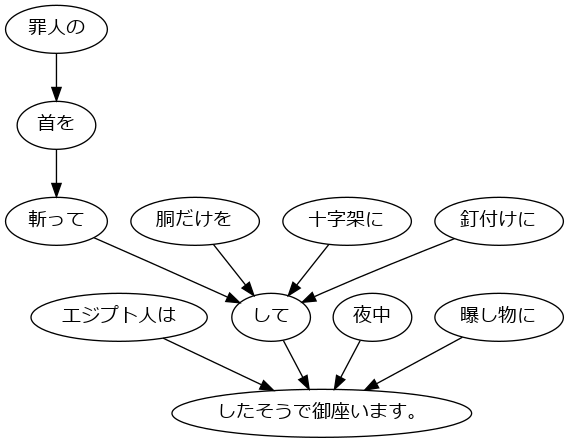 罪人の
首を
斬って
胴だけを
十字架に
釘付けに
エジプト人は
して
夜中
曝し物に
したそうで御座います。